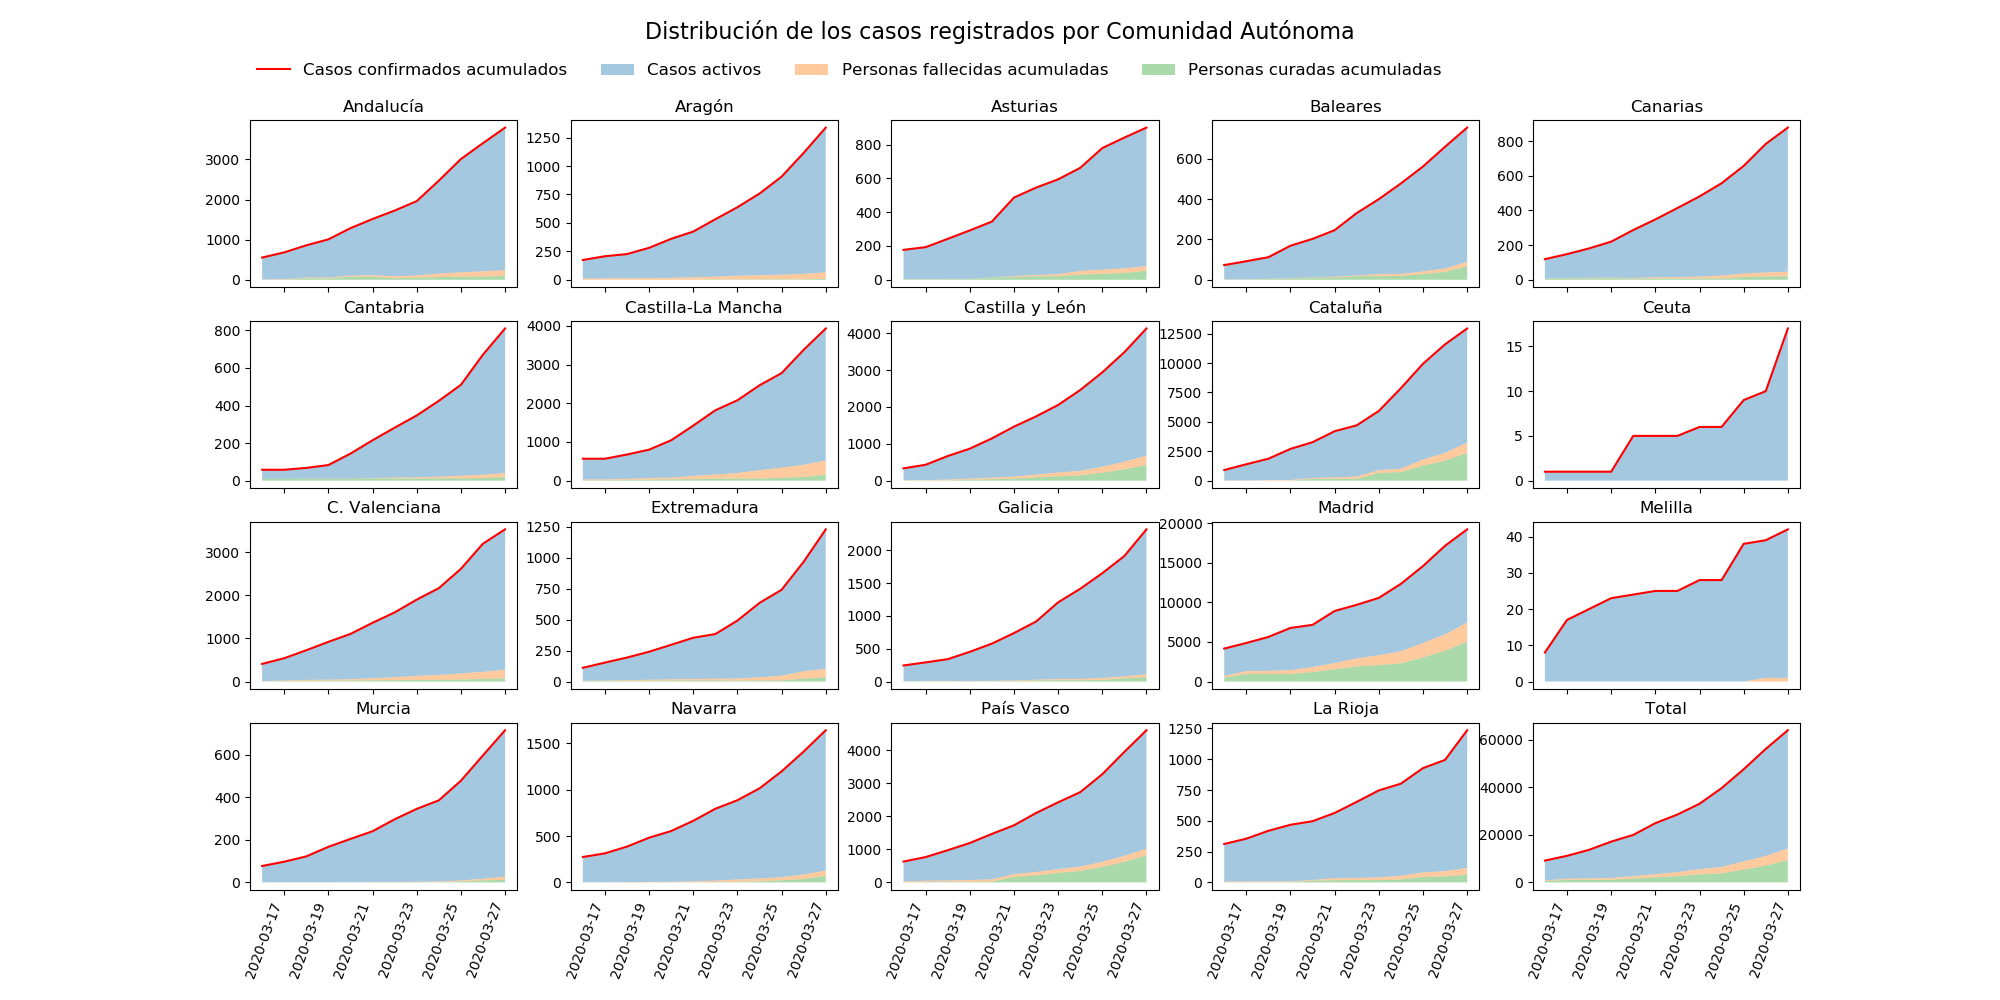 Distribución de los casos registrados por Comunidad Autónoma
Casos confirmados acumulados Casos activos Personas fallecidas acumuladas Personas curadas acumuladas
Andalucía Aragón Asturias Baleares Canarias
3000 2000 1000 0
1250 1000 750 500 250 0
800 600 400 200 0
600 400 200 0
800 600 400 200 0
Cantabria Castilla-La Mancha Castilla y León Cataluña Ceuta
800 600 400 200 0
4000 3000 2000 1000 0
4000 3000 2000 1000 0
12500 10000 7500 5000 2500 0
15 10 5 0
C. Valenciana Extremadura Galicia Madrid Melilla
3000 2000 1000 0
1250 1000 750 500 250 0
2000 1500 1000 500 0
20000 15000 10000 5000 0
40 30 20 10 0
Murcia Navarra País Vasco La Rioja Total
600 400 200 0
1500 1000 500 0
4000 3000 2000 1000 0
1250 1000 750 500 250 0
60000 40000 20000 0
2020-03-17 2020-03-19 2020-03-21 2020-03-23 2020-03-25 2020-03-27
2020-03-17 2020-03-19 2020-03-21 2020-03-23 2020-03-25 2020-03-27
2020-03-17 2020-03-19 2020-03-21 2020-03-23 2020-03-25 2020-03-27
2020-03-17 2020-03-19 2020-03-21 2020-03-23 2020-03-25 2020-03-27
2020-03-17 2020-03-19 2020-03-21 2020-03-23 2020-03-25 2020-03-27